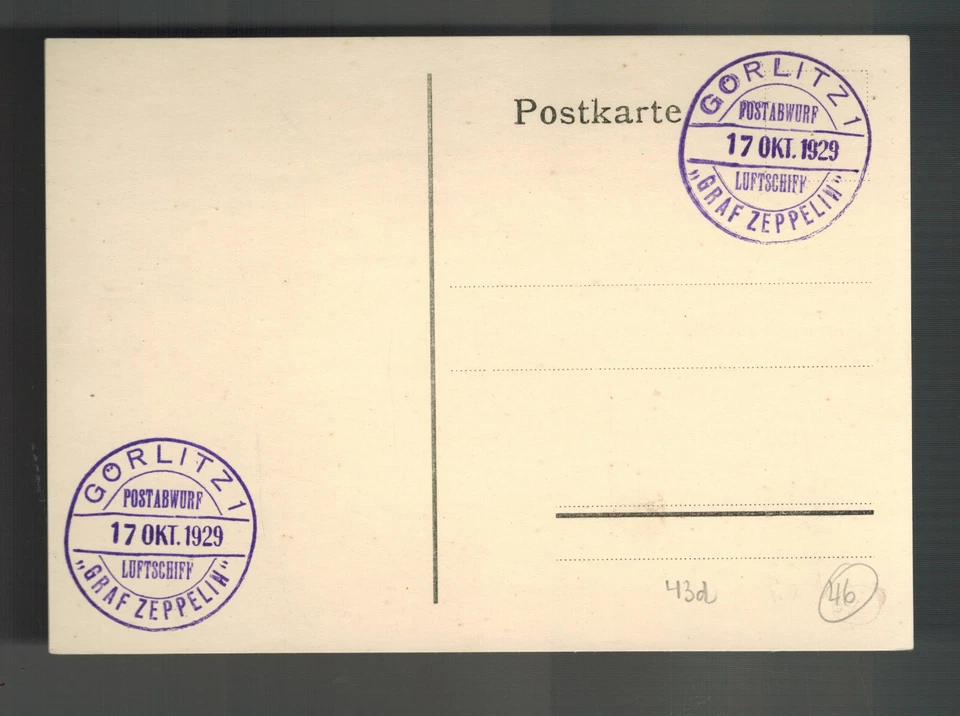 Postkarte
GÖRLITZ 1
POSTABWURF
17 OKT. 1929
LUFTSCHIFF
„GRAF ZEPPELIN”
GÖRLITZ 1
POSTABWURF
17 OKT. 1929
LUFTSCHIFF
„GRAF ZEPPELIN”
43d
46